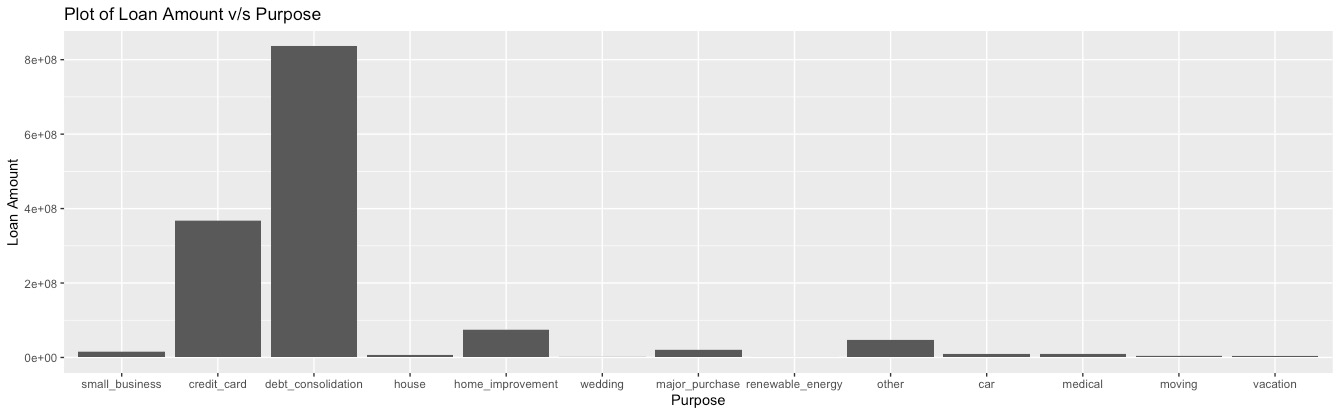 Plot of Loan Amount v/s Purpose
8e+08
6e+08
4e+08
2e+08
0e+00
Loan Amount
small_business credit_card debt_consolidation house home_improvement wedding major_purchase renewable_energy other car medical moving vacation
Purpose